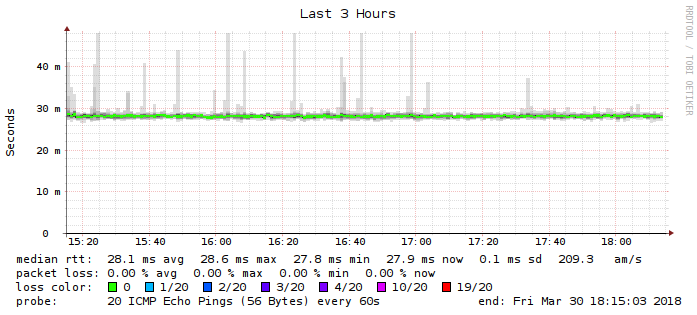 Last 3 Hours
RRDTOOL / TOBI OETIKER
Seconds
40 m
30 m
20 m
10 m
0
15:20 15:40 16:00 16:20 16:40 17:00 17:20 17:40 18:00
median rtt: 28.1 ms avg 28.6 ms max 27.8 ms min 27.9 ms now 0.1 ms sd 209.3 am/s
packet loss: 0.00 % avg 0.00 % max 0.00 % min 0.00 % now
loss color: 0 1/20 2/20 3/20 4/20 10/20 19/20
probe: 20 ICMP Echo Pings (56 Bytes) every 60s end: Fri Mar 30 18:15:03 2018